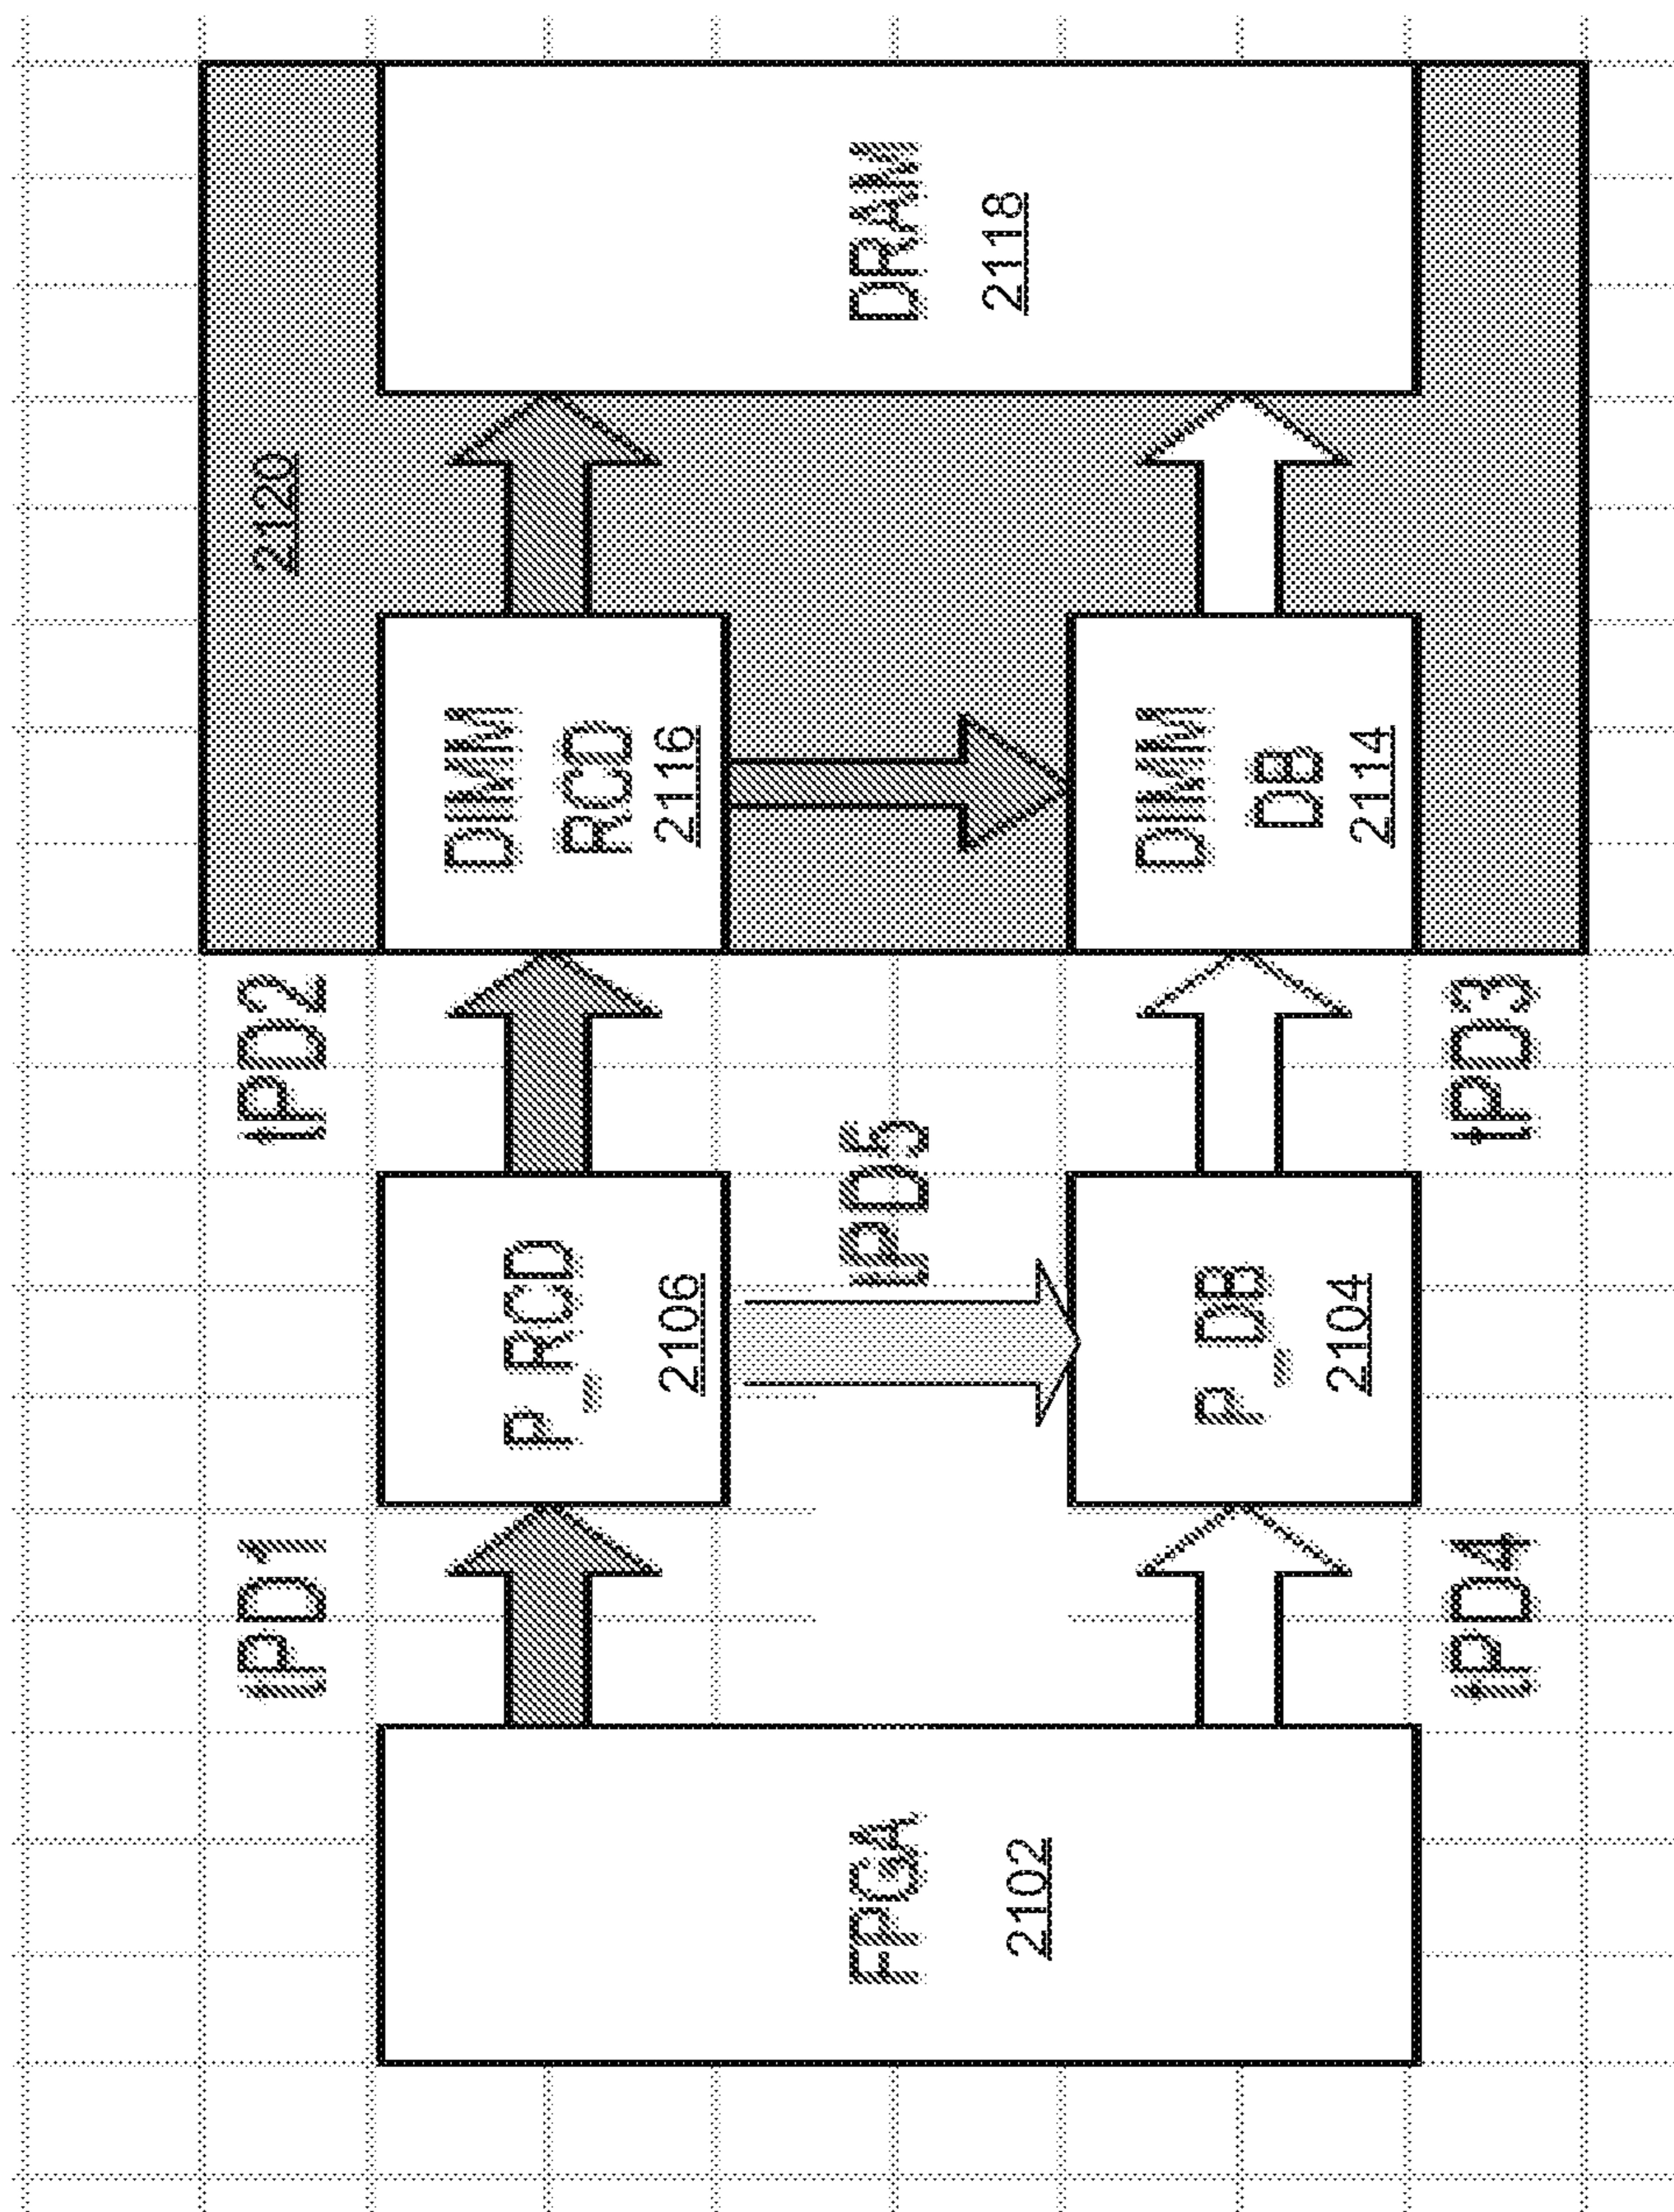 tPD1
tPD2
2120
P_RCD
2106
DIMM
RCD
2116
FPGA
2102
tPD5
DRAM
2118
P_DB
2104
DIMM
DB
2114
tPD4
tPD3